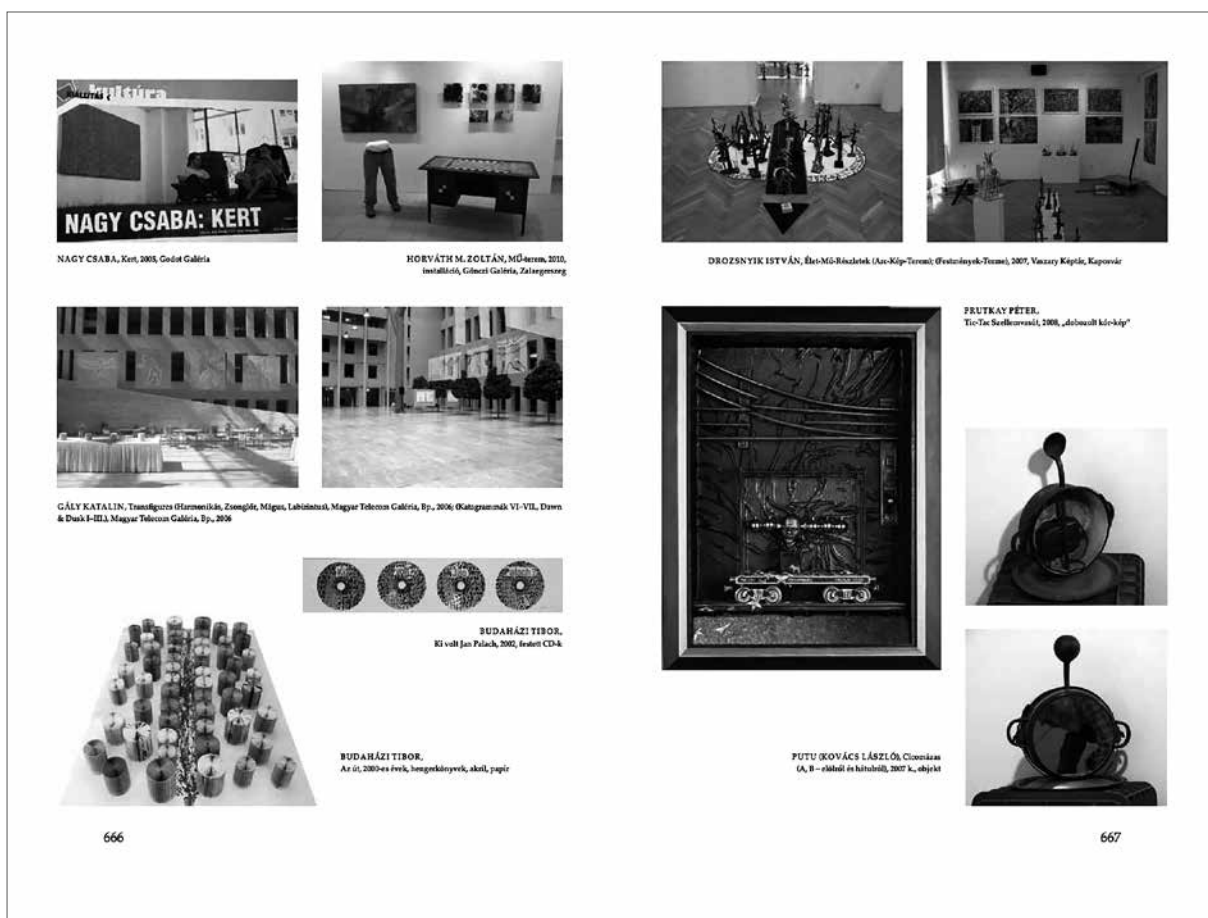 KIÁLLÍTÁS
kultúra
NAGY CSABA: KERT
NAGY CSABA, Kert, 2005, Godot Galéria
HORVÁTH M. ZOLTÁN, MŰ-terem, 2010,
installáció, Gönczi Galéria, Zalaegerszeg
GÁLY KATALIN, Transfigures (Harmonikás, Zsonglőr, Mágus, Labirintus), Magyar Telecom Galéria, Bp., 2006; (Katagrammák VI–VII., Dawn
& Dusk I–III.), Magyar Telecom Galéria, Bp., 2006
BUDAHÁZI TIBOR,
Ki volt Jan Palach, 2002, festett CD-k
BUDAHÁZI TIBOR,
Az út, 2000-es évek, hengerkönyvek, akril, papír
666
DROZSNYIK ISTVÁN, Élet-Mű-Részletek (Arc-Kép-Terem); (Festmények-Terme), 2007, Vaszary Képtár, Kaposvár
PRUTKAY PÉTER,
Tic-Tac Szellemvasút, 2008, „dobozolt kór-kép”
PUTU (KOVÁCS LÁSZLÓ), Cicomázas
(A, B – elölről és hátulról), 2007 k., objekt
667